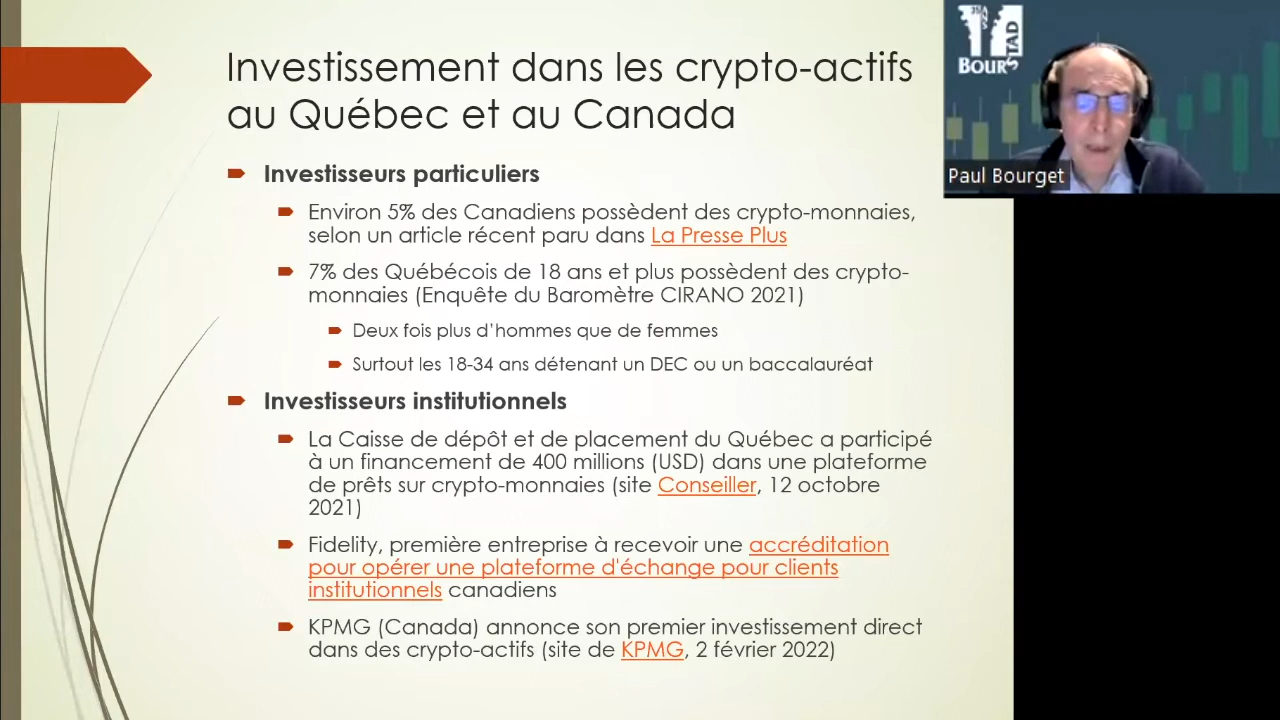 Investissement dans les crypto-actifs
au Québec et au Canada
Investisseurs particuliers
Environ 5% des Canadiens possèdent des crypto-monnaies,
selon un article récent paru dans La Presse Plus
7% des Québécois de 18 ans et plus possèdent des crypto-
monnaies (Enquête du Baromètre CIRANO 2021)
Deux fois plus d'hommes que de femmes
Surtout les 18-34 ans détenant un DEC ou un baccalauréat
Investisseurs institutionnels
La Caisse de dépôt et de placement du Québec a participé
à un financement de 400 millions (USD) dans une plateforme
de prêts sur crypto-monnaies (site Conseiller, 12 octobre
2021)
Fidelity, première entreprise à recevoir une accréditation
pour opérer une plateforme d'échange pour clients
institutionnels canadiens
KPMG (Canada) annonce son premier investissement direct
dans des crypto-actifs (site de KPMG, 2 février 2022)
35 ANS
BOURSTAD
Paul Bourget